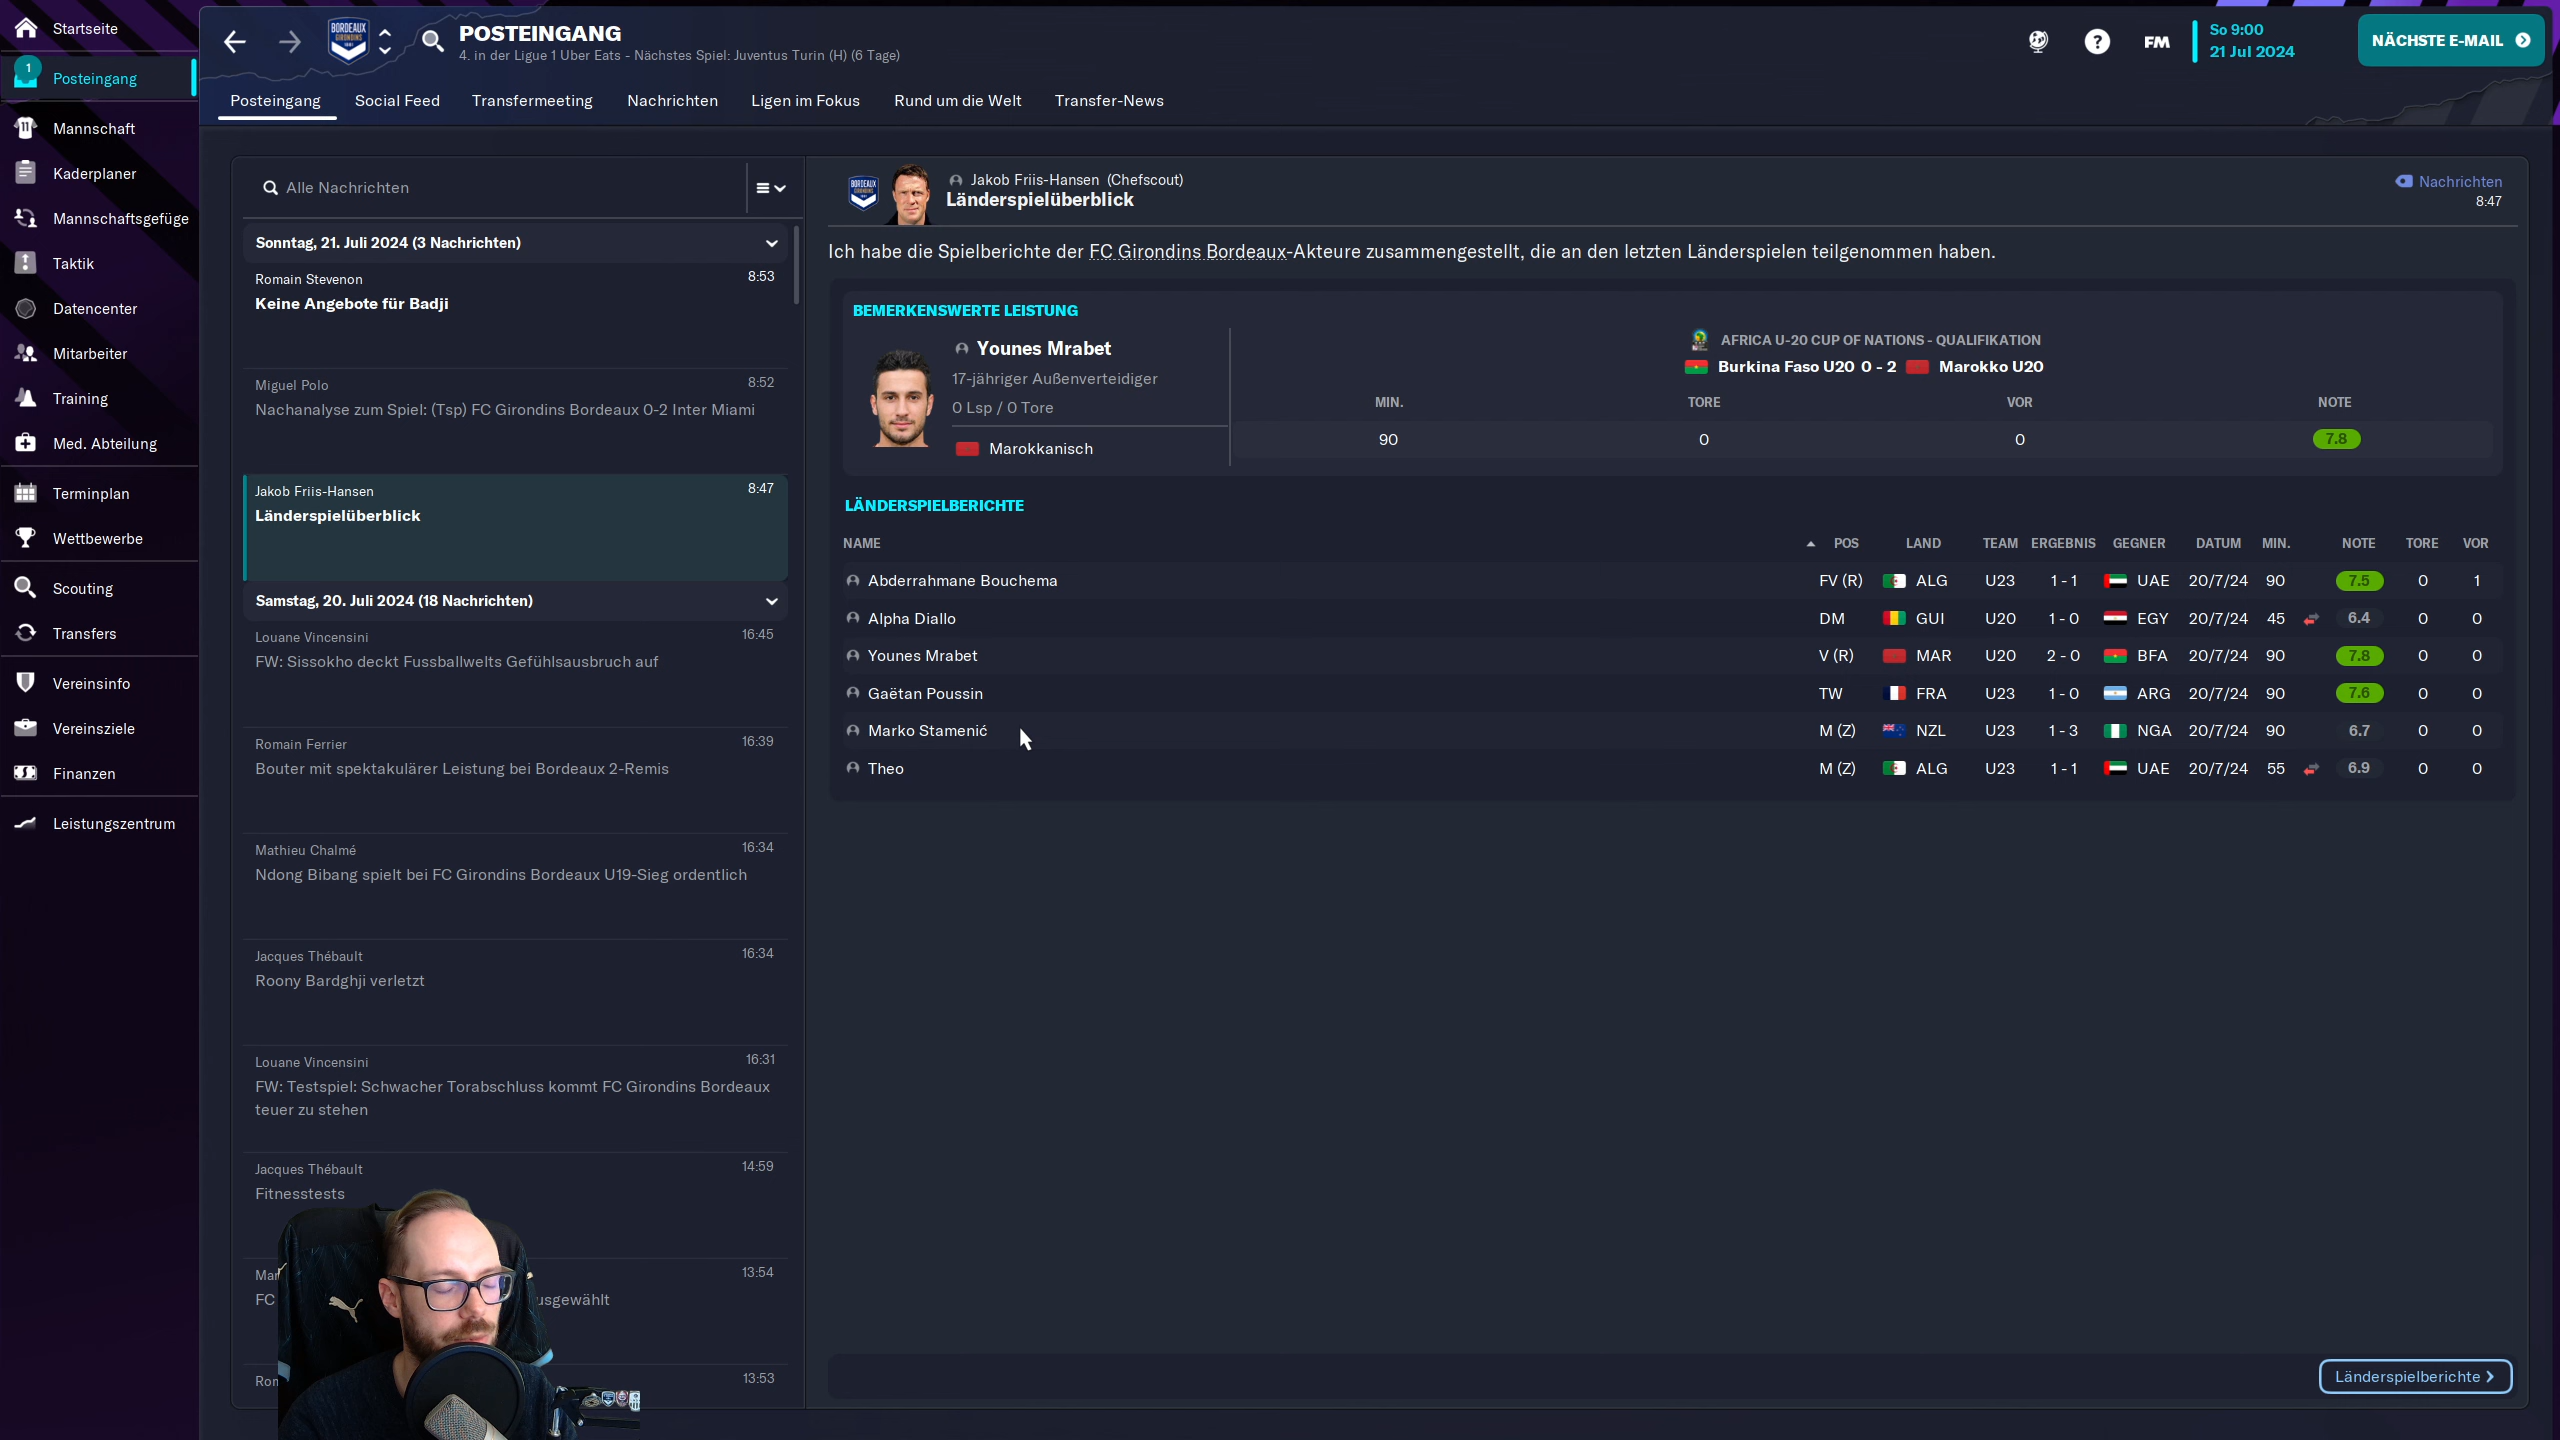 Startseite
1
Posteingang
Mannschaft
Kaderplaner
Mannschaftsgefüge
Taktik
Datencenter
Mitarbeiter
Training
Med. Abteilung
Terminplan
Wettbewerbe
Scouting
Transfers
Vereinsinfo
Vereinsziele
Finanzen
Leistungszentrum
BORDEAUX
GIRONDINS
POSTEINGANG
4. in der Ligue 1 Uber Eats - Nächstes Spiel: Juventus Turin (H) (6 Tage)
FM
So 9:00
21 Jul 2024
NÄCHSTE E-MAIL
Posteingang Social Feed Transfermeeting Nachrichten Ligen im Fokus Rund um die Welt Transfer-News
Alle Nachrichten
Sonntag, 21. Juli 2024 (3 Nachrichten)
Romain Stevenon 8:53
Keine Angebote für Badji
Miguel Polo 8:52
Nachanalyse zum Spiel: (Tsp) FC Girondins Bordeaux 0-2 Inter Miami
Jakob Friis-Hansen 8:47
Länderspielüberblick
Samstag, 20. Juli 2024 (18 Nachrichten)
Louane Vincensini 16:45
FW: Sissokho deckt Fussballwelts Gefühlsausbruch auf
Romain Ferrier 16:39
Bouter mit spektakulärer Leistung bei Bordeaux 2-Remis
Mathieu Chalmé 16:34
Ndong Bibang spielt bei FC Girondins Bordeaux U19-Sieg ordentlich
Jacques Thébault 16:34
Roony Bardghji verletzt
Louane Vincensini 16:31
FW: Testspiel: Schwacher Torabschluss kommt FC Girondins Bordeaux
teuer zu stehen
Jacques Thébault 14:59
Fitnesstests
13:54
FC
13:53
BORDEAUX
Jakob Friis-Hansen (Chefscout)
Länderspielüberblick
Nachrichten
8:47
Ich habe die Spielberichte der FC Girondins Bordeaux-Akteure zusammengestellt, die an den letzten Länderspielen teilgenommen haben.
BEMERKENSWERTE LEISTUNG
Younes Mrabet
17-jähriger Außenverteidiger
0 Lsp / 0 Tore
Marokkanisch
AFRICA U-20 CUP OF NATIONS - QUALIFIKATION
Burkina Faso U20 0 - 2 Marokko U20
MIN. TORE VOR NOTE
90 0 0 7.8
LÄNDERSPIELBERICHTE
NAME POS LAND TEAM ERGEBNIS GEGNER DATUM MIN. NOTE TORE VOR
Abderrahmane Bouchema FV (R) ALG U23 1 - 1 UAE 20/7/24 90 7.5 0 1
Alpha Diallo DM GUI U20 1 - 0 EGY 20/7/24 45 6.4 0 0
Younes Mrabet V (R) MAR U20 2 - 0 BFA 20/7/24 90 7.8 0 0
Gaëtan Poussin TW FRA U23 1 - 0 ARG 20/7/24 90 7.6 0 0
Marko Stamenić M (Z) NZL U23 1 - 3 NGA 20/7/24 90 6.7 0 0
Theo M (Z) ALG U23 1 - 1 UAE 20/7/24 55 6.9 0 0
Länderspielberichte